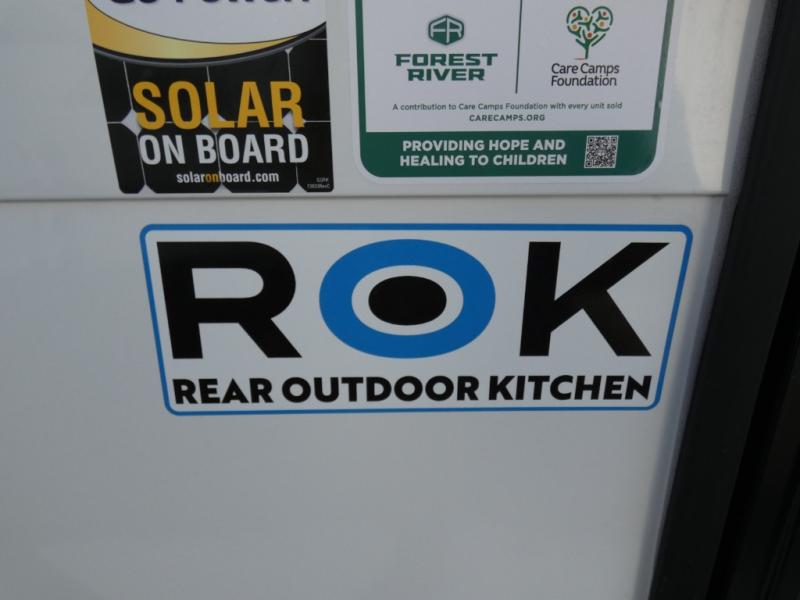 SOLAR
ON BOARD
solaronboard.com
FR
FOREST
RIVER
Care Camps
Foundation
A contribution to Care Camps Foundation with every unit sold
CARECAMPS.ORG
PROVIDING HOPE AND
HEALING TO CHILDREN
ROK
REAR OUTDOOR KITCHEN